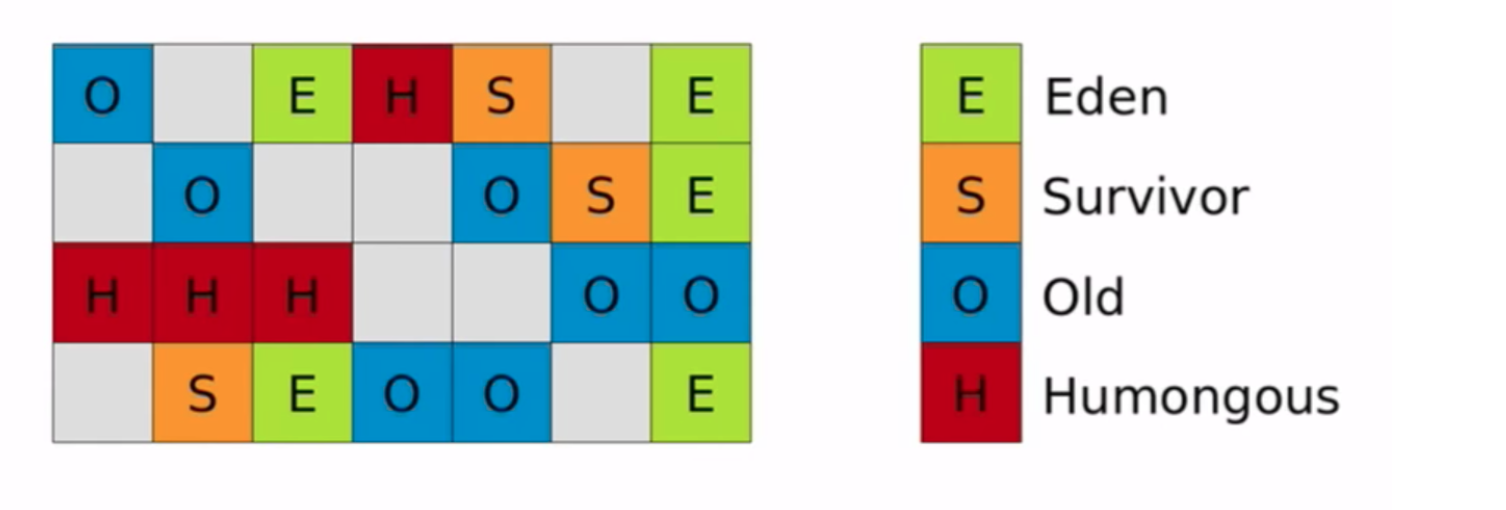 O E H S E
O O S E
H H H O O
S E O O E
E Eden
S Survivor
O Old
H Humongous